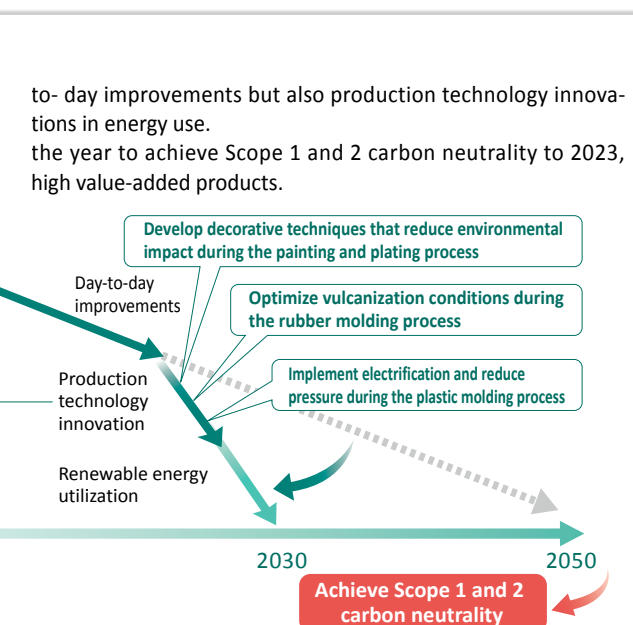 to- day improvements but also production technology innova-
tions in energy use.
the year to achieve Scope 1 and 2 carbon neutrality to 2023,
high value-added products.
Develop decorative techniques that reduce environmental
impact during the painting and plating process
Day-to-day
improvements
Optimize vulcanization conditions during
the rubber molding process
Production
technology
innovation
Implement electrification and reduce
pressure during the plastic molding process
Renewable energy
utilization
2030
2050
Achieve Scope 1 and 2
carbon neutrality